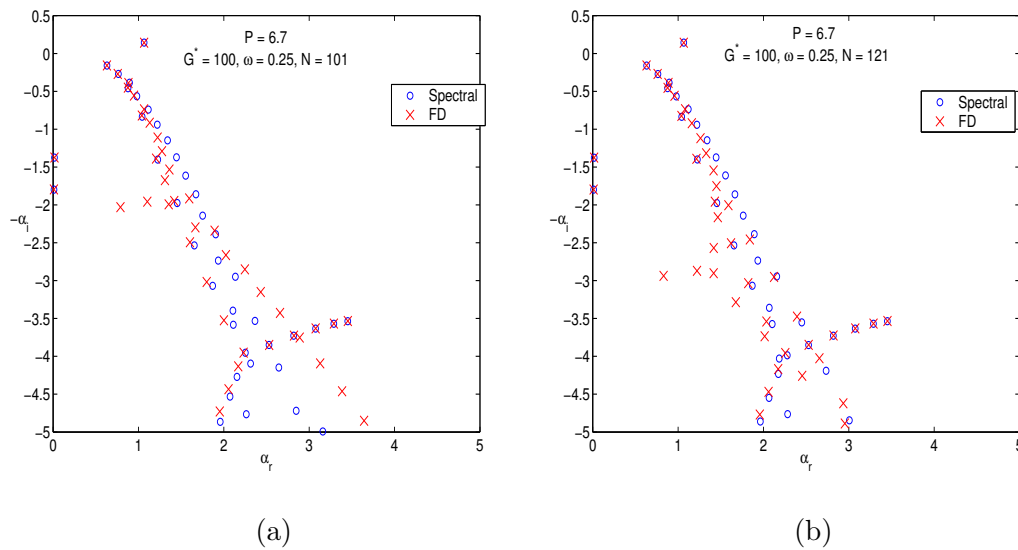 0.5
0
−0.5
−1
−1.5
−2
−2.5
−3
−3.5
−4
−4.5
−5
−αi
P = 6.7
G* = 100, ω = 0.25, N = 101
Spectral
FD
0 1 2 3 4 5
αr
(a)
0.5
0
−0.5
−1
−1.5
−2
−2.5
−3
−3.5
−4
−4.5
−5
−αi
P = 6.7
G* = 100, ω = 0.25, N = 121
Spectral
FD
0 1 2 3 4 5
αr
(b)